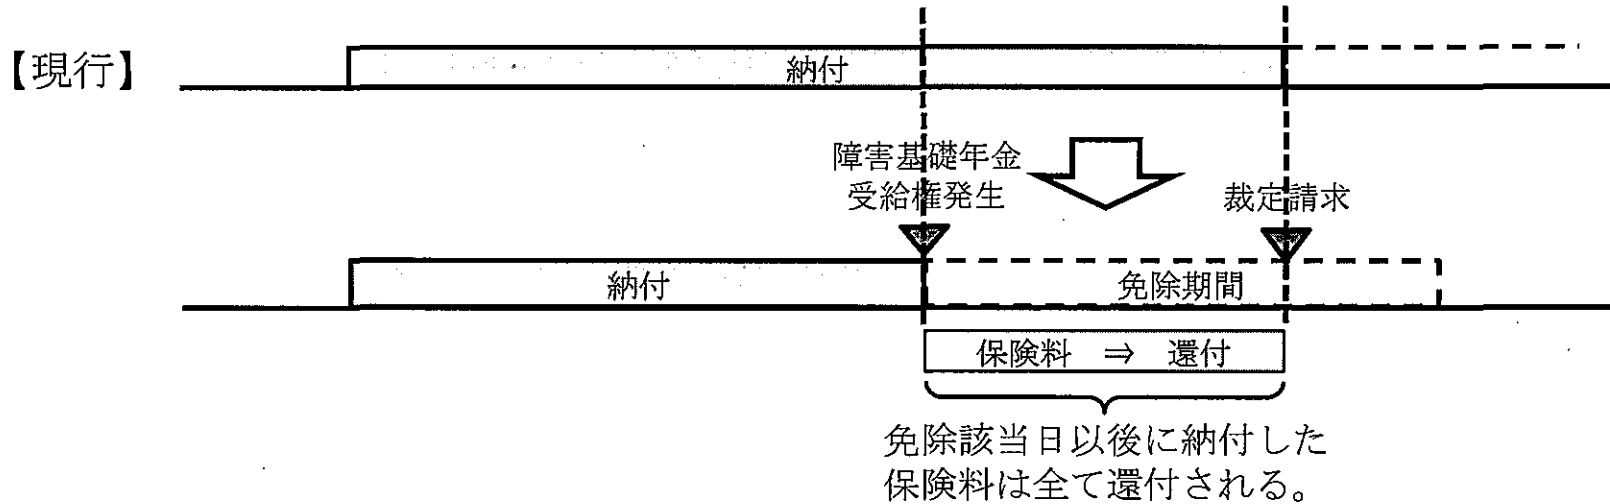 【現行】
納付
障害基礎年金
受給権発生
裁定請求
納付
免除期間
保険料 ⇒ 還付
免除該当日以後に納付した
保険料は全て還付される。